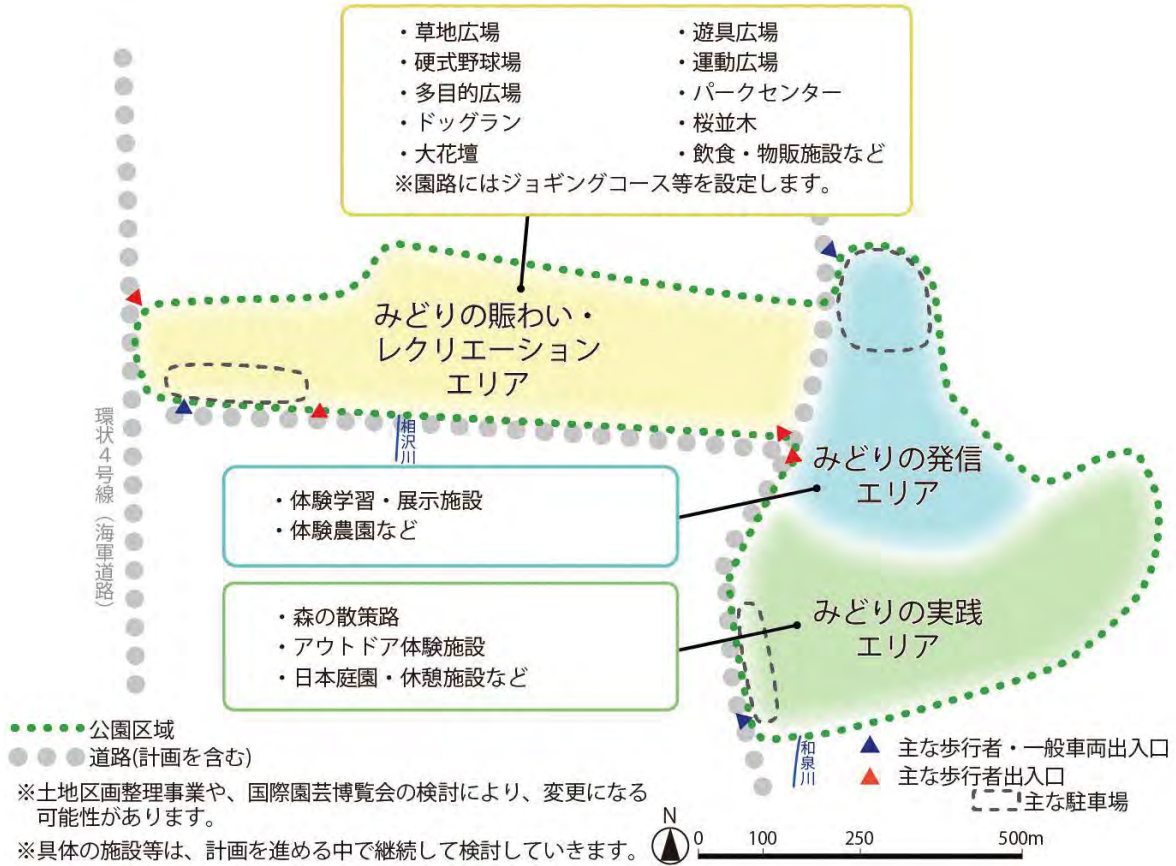 ・草地広場
・硬式野球場
・多目的広場
・ドッグラン
・大花壇
・遊具広場
・運動広場
・パークセンター
・桜並木
・飲食・物販施設など
※園路にはジョギングコース等を設定します。
みどりの賑わい・
レクリエーション
エリア
環状4号線（海軍道路）
相沢川
みどりの発信
エリア
・体験学習・展示施設
・体験農園など
・森の散策路
・アウトドア体験施設
・日本庭園・休憩施設など
みどりの実践
エリア
和泉川
公園区域
道路(計画を含む)
※土地区画整理事業や、国際園芸博覧会の検討により、変更になる
可能性があります。
※具体の施設等は、計画を進める中で継続して検討していきます。
主な歩行者・一般車両出入口
主な歩行者出入口
主な駐車場
N
0 100 250 500m